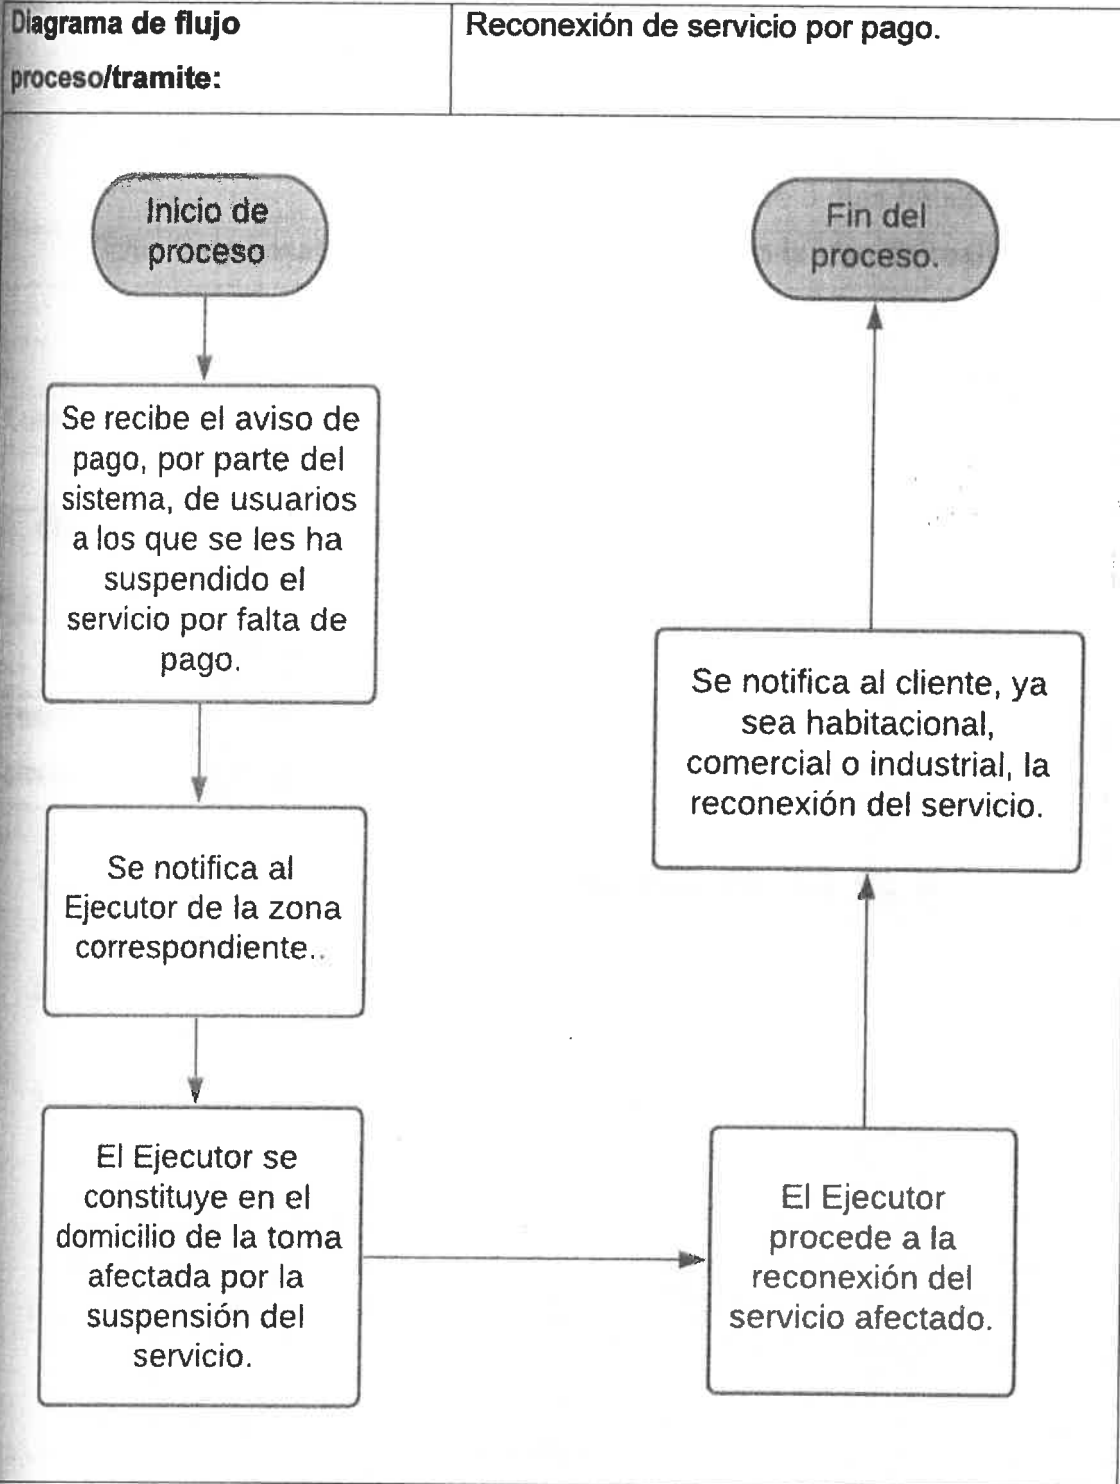 Diagrama de flujo
proceso/tramite:
Reconexión de servicio por pago.
Inicio de
proceso
Se recibe el aviso de
pago, por parte del
sistema, de usuarios
a los que se les ha
suspendido el
servicio por falta de
pago.
Se notifica al
Ejecutor de la zona
correspondiente..
El Ejecutor se
constituye en el
domicilio de la toma
afectada por la
suspensión del
servicio.
El Ejecutor
procede a la
reconexión del
servicio afectado.
Se notifica al cliente, ya
sea habitacional,
comercial o industrial, la
reconexión del servicio.
Fin del
proceso.